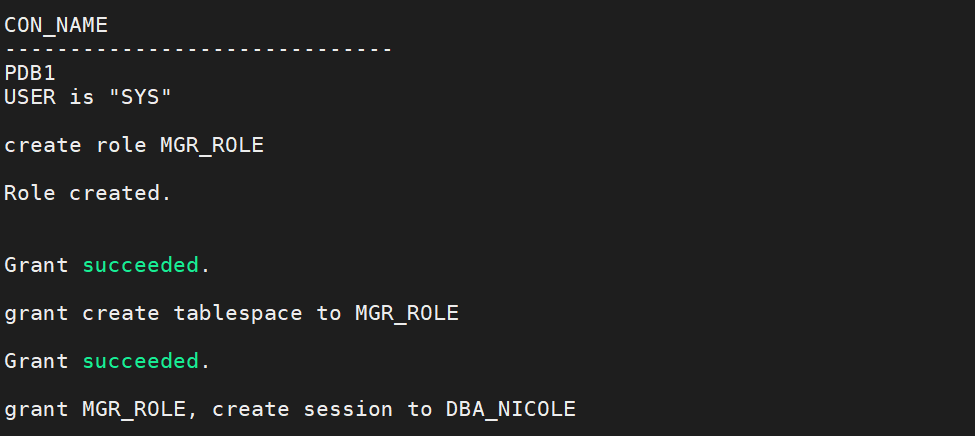 CON_NAME
------------------------------
PDB1
USER is "SYS"
create role MGR_ROLE
Role created.
Grant succeeded.
grant create tablespace to MGR_ROLE
Grant succeeded.
grant MGR_ROLE, create session to DBA_NICOLE